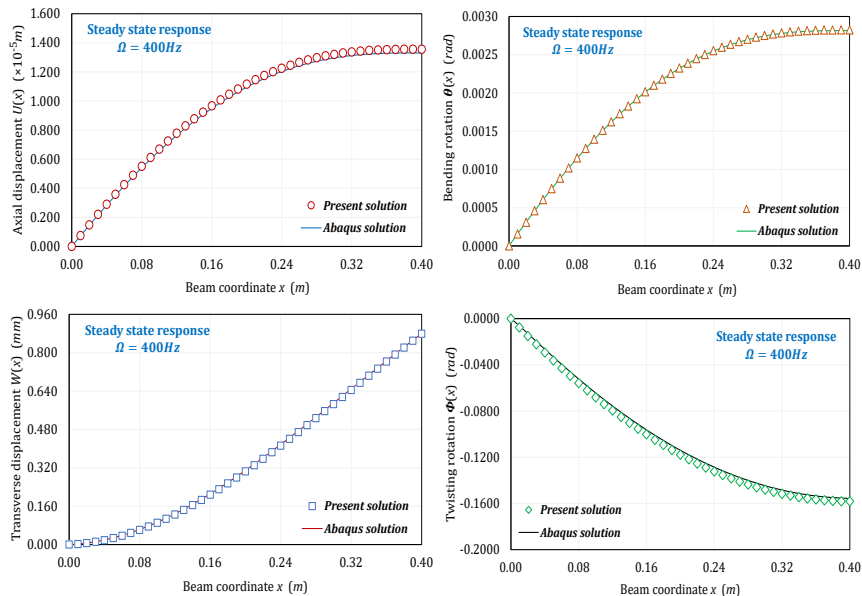 Axial displacement U(x) (×10⁻⁵m)
1.600
1.400
1.200
1.000
0.800
0.600
0.400
0.200
0.000
Steady state response
Ω = 400Hz
Present solution
Abaqus solution
0.00 0.08 0.16 0.24 0.32 0.40
Beam coordinate x (m)
Bending rotation θ(x) (rad)
0.0030
0.0025
0.0020
0.0015
0.0010
0.0005
0.0000
Steady state response
Ω = 400Hz
Present solution
Abaqus solution
0.00 0.08 0.16 0.24 0.32 0.40
Beam coordinate x (m)
Transverse displacement W(x) (mm)
0.960
0.800
0.640
0.480
0.320
0.160
0.000
Steady state response
Ω = 400Hz
Present solution
Abaqus solution
0.00 0.08 0.16 0.24 0.32 0.40
Beam coordinate x (m)
Twisting rotation Φ(x) (rad)
0.0000
-0.0400
-0.0800
-0.1200
-0.1600
-0.2000
Steady state response
Ω = 400Hz
Present solution
Abaqus solution
0.00 0.08 0.16 0.24 0.32 0.40
Beam coordinate x (m)